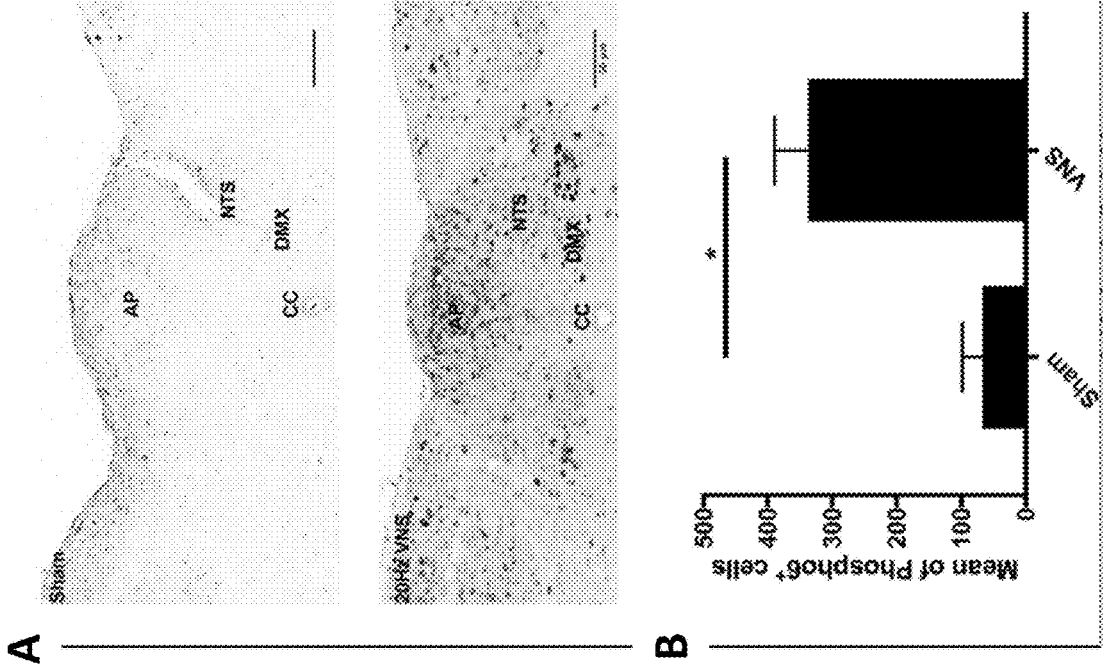 A
Sham
AP
NTS
DMX
CC
20Hz VNS
AP
NTS
DMX
CC
B
Mean of Phospho6⁺ cells
500
400
300
200
100
0
*
Sham
VNS